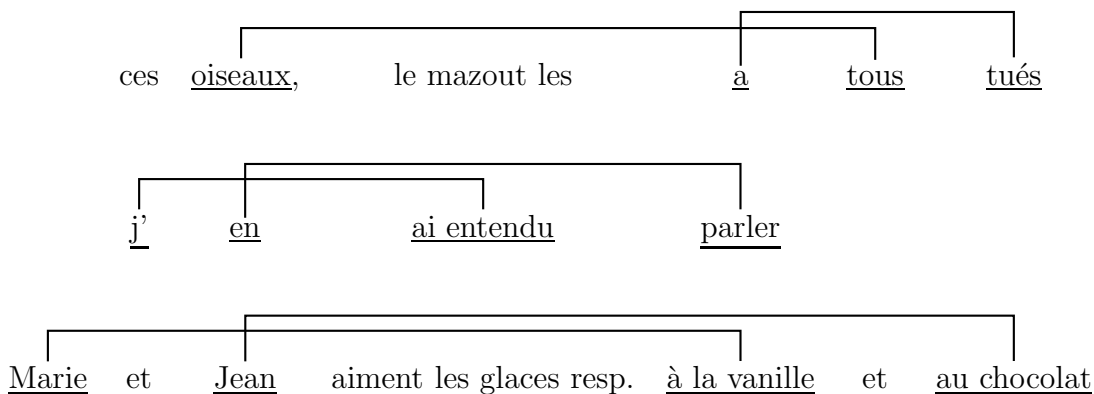 ces oiseaux, le mazout les a tous tués
j' en ai entendu parler
Marie et Jean aiment les glaces resp. à la vanille et au chocolat